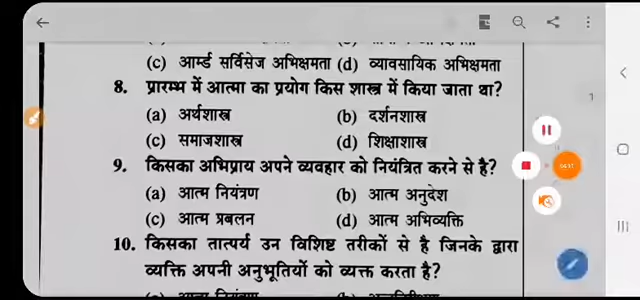 (c) आर्म्ड सर्विसेज अभिक्षमता (d) व्यावसायिक अभिक्षमता
8. प्रारम्भ में आत्मा का प्रयोग किस शास्त्र में किया जाता था?
(a) अर्थशास्त्र (b) दर्शनशास्त्र
(c) समाजशास्त्र (d) शिक्षाशास्त्र
9. किसका अभिप्राय अपने व्यवहार को नियंत्रित करने से है?
(a) आत्म नियंत्रण (b) आत्म अनुदेश
(c) आत्म प्रबलन (d) आत्म अभिव्यक्ति
10. किसका तात्पर्य उन विशिष्ट तरीकों से है जिनके द्वारा
व्यक्ति अपनी अनुभूतियों को व्यक्त करता है?